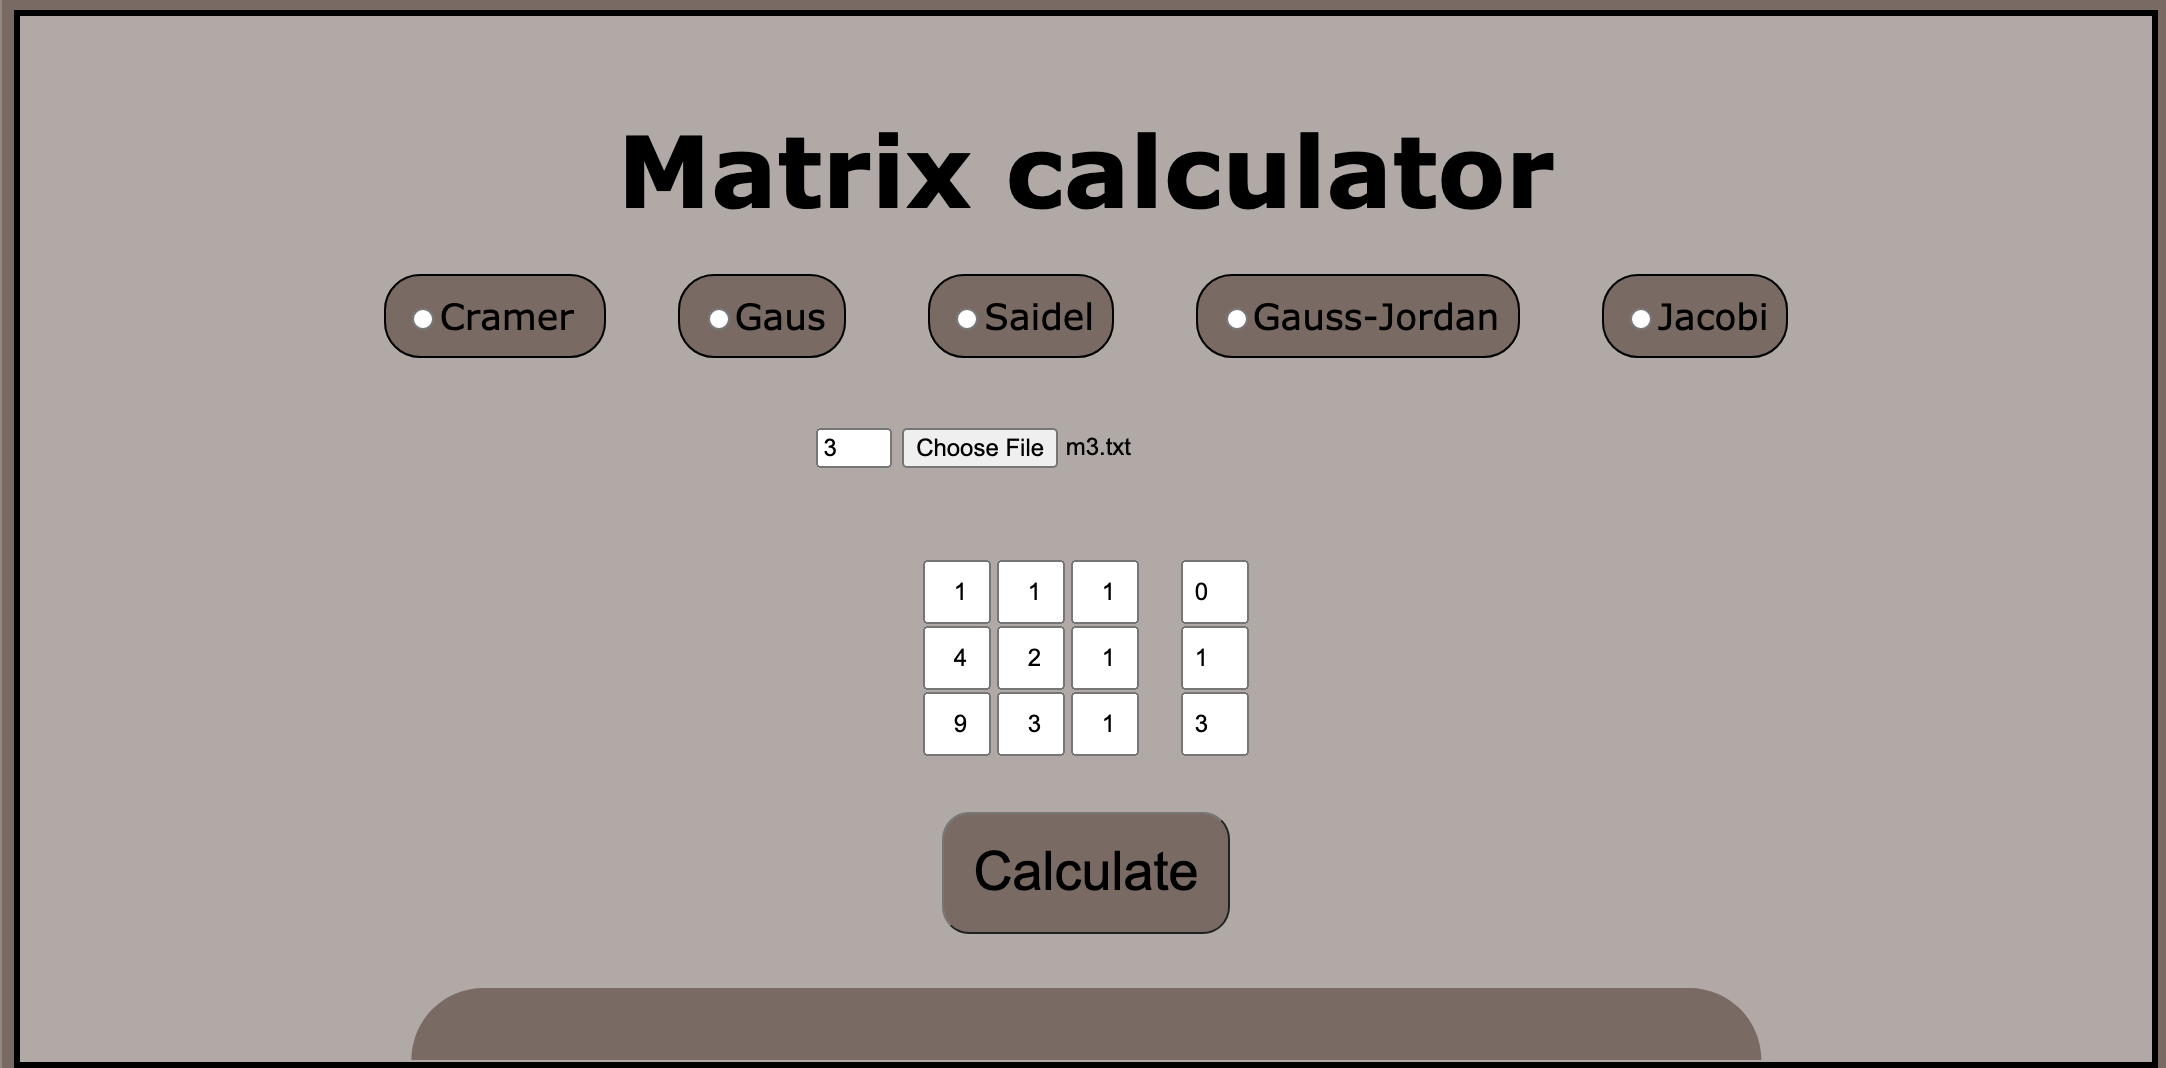 Matrix calculator
Cramer Gaus Saidel Gauss-Jordan Jacobi
3 Choose File m3.txt
1 1 1 0
4 2 1 1
9 3 1 3
Calculate